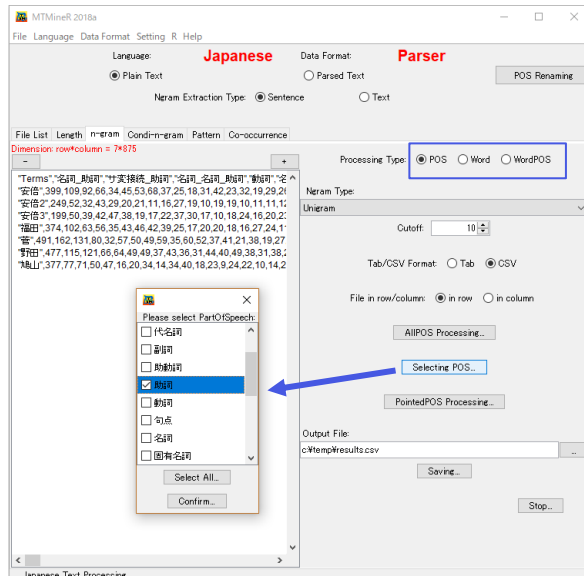 MTMineR 2018a
File Language Data Format Setting R Help
Language: Japanese Data Format: Parser
Plain Text Parsed Text POS Renaming
Ngram Extraction Type: Sentence Text
File List Length n-gram Condi-n-gram Pattern Co-occurrence
Dimension: row*column = 7*875
- +
Processing Type: POS Word WordPOS
"Terms","名詞_助詞","サ変接続_助詞","名詞_名詞_助詞","動詞","名
"安倍",399,109,92,66,34,45,53,68,37,25,18,31,42,23,32,19,29,2
"安倍2",249,52,32,43,29,20,21,11,16,27,19,10,19,19,10,11,11,1
"安倍3",199,50,39,42,47,38,19,17,22,37,30,17,10,18,24,16,20,2
"福田",374,102,63,56,35,43,46,42,39,25,17,20,20,18,16,27,24,1
"菅",491,162,131,80,32,57,50,49,59,35,60,52,37,41,21,38,19,27
"野田",477,115,121,66,64,49,49,37,43,36,31,44,40,49,38,31,38,
"鳩山",377,77,71,50,47,16,20,34,14,34,40,18,23,9,24,22,10,14,2
Ngram Type:
Unigram
Cutoff: 10
Tab/CSV Format: Tab CSV
File in row/column: in row in column
AllPOS Processing...
Selecting POS...
PointedPOS Processing...
Please select PartOfSpeech:
代名詞
副詞
助動詞
助詞
動詞
句点
名詞
固有名詞
Select All...
Confirm...
Output File:
c:¥temp¥results.csv ...
Saving...
Stop...
Japanese Text Processing